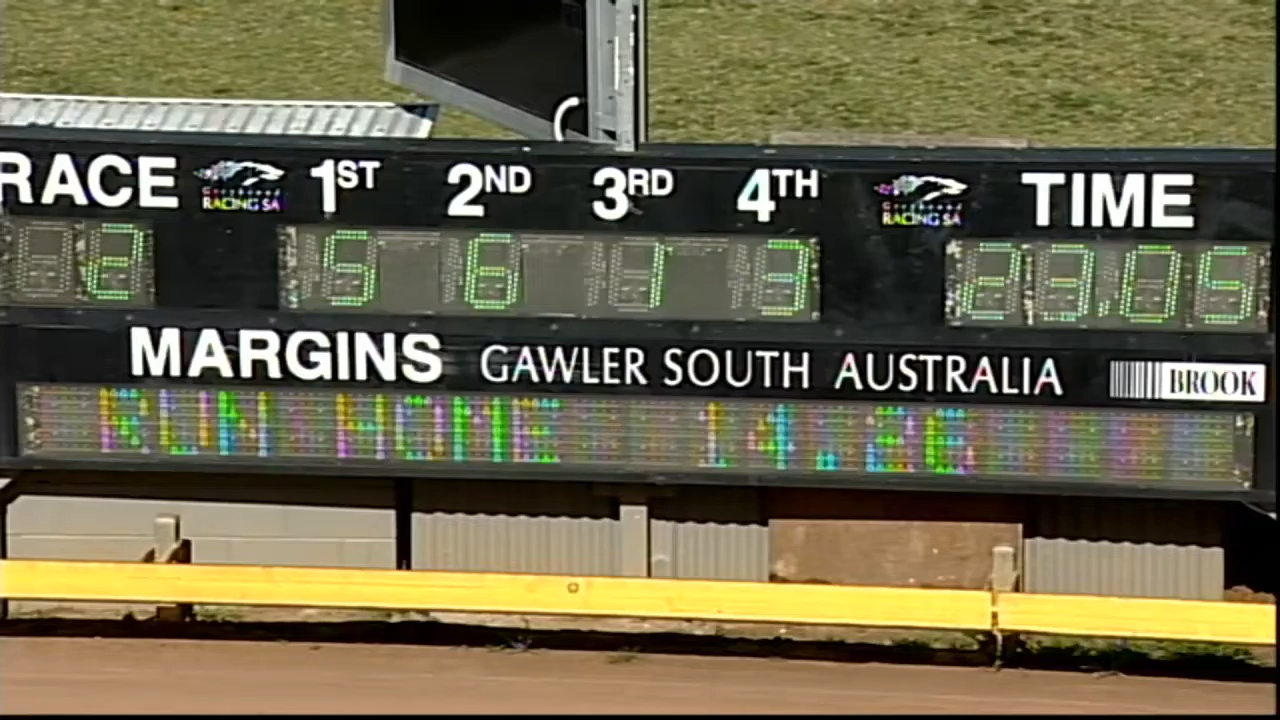 RACE Greyhound RACING SA 1ST 2ND 3RD 4TH Greyhound RACING SA TIME
2 5 6 1 3 23.05
MARGINS GAWLER SOUTH AUSTRALIA BROOK
RUN HOME 14.26